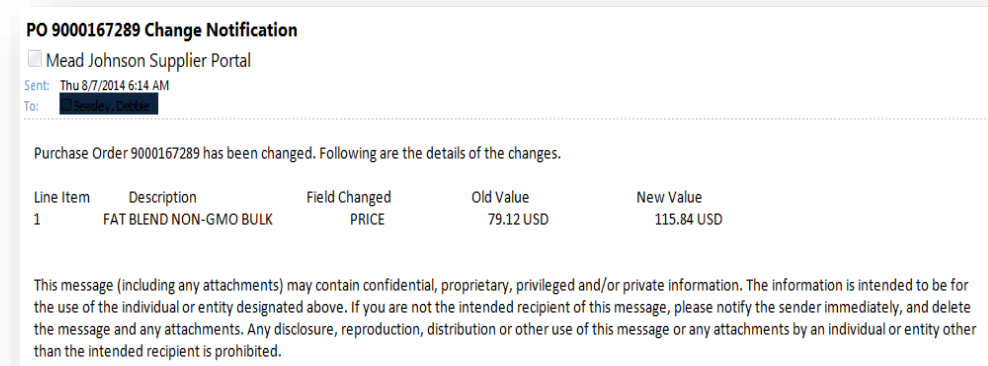 PO 9000167289 Change Notification
Mead Johnson Supplier Portal
Sent: Thu 8/7/2014 6:14 AM
To:
Purchase Order 9000167289 has been changed. Following are the details of the changes.
Line Item Description Field Changed Old Value New Value
1 FAT BLEND NON-GMO BULK PRICE 79.12 USD 115.84 USD
This message (including any attachments) may contain confidential, proprietary, privileged and/or private information. The information is intended to be for
the use of the individual or entity designated above. If you are not the intended recipient of this message, please notify the sender immediately, and delete
the message and any attachments. Any disclosure, reproduction, distribution or other use of this message or any attachments by an individual or entity other
than the intended recipient is prohibited.